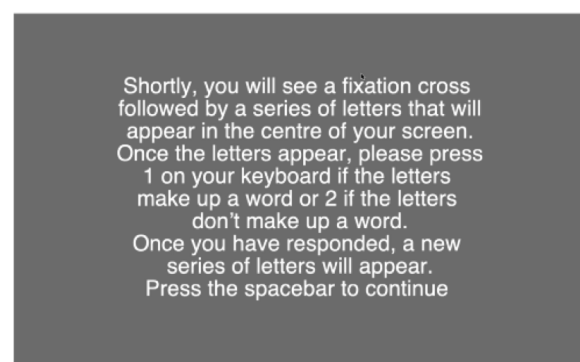 Shortly, you will see a fixation cross
followed by a series of letters that will
appear in the centre of your screen.
Once the letters appear, please press
1 on your keyboard if the letters
make up a word or 2 if the letters
don't make up a word.
Once you have responded, a new
series of letters will appear.
Press the spacebar to continue